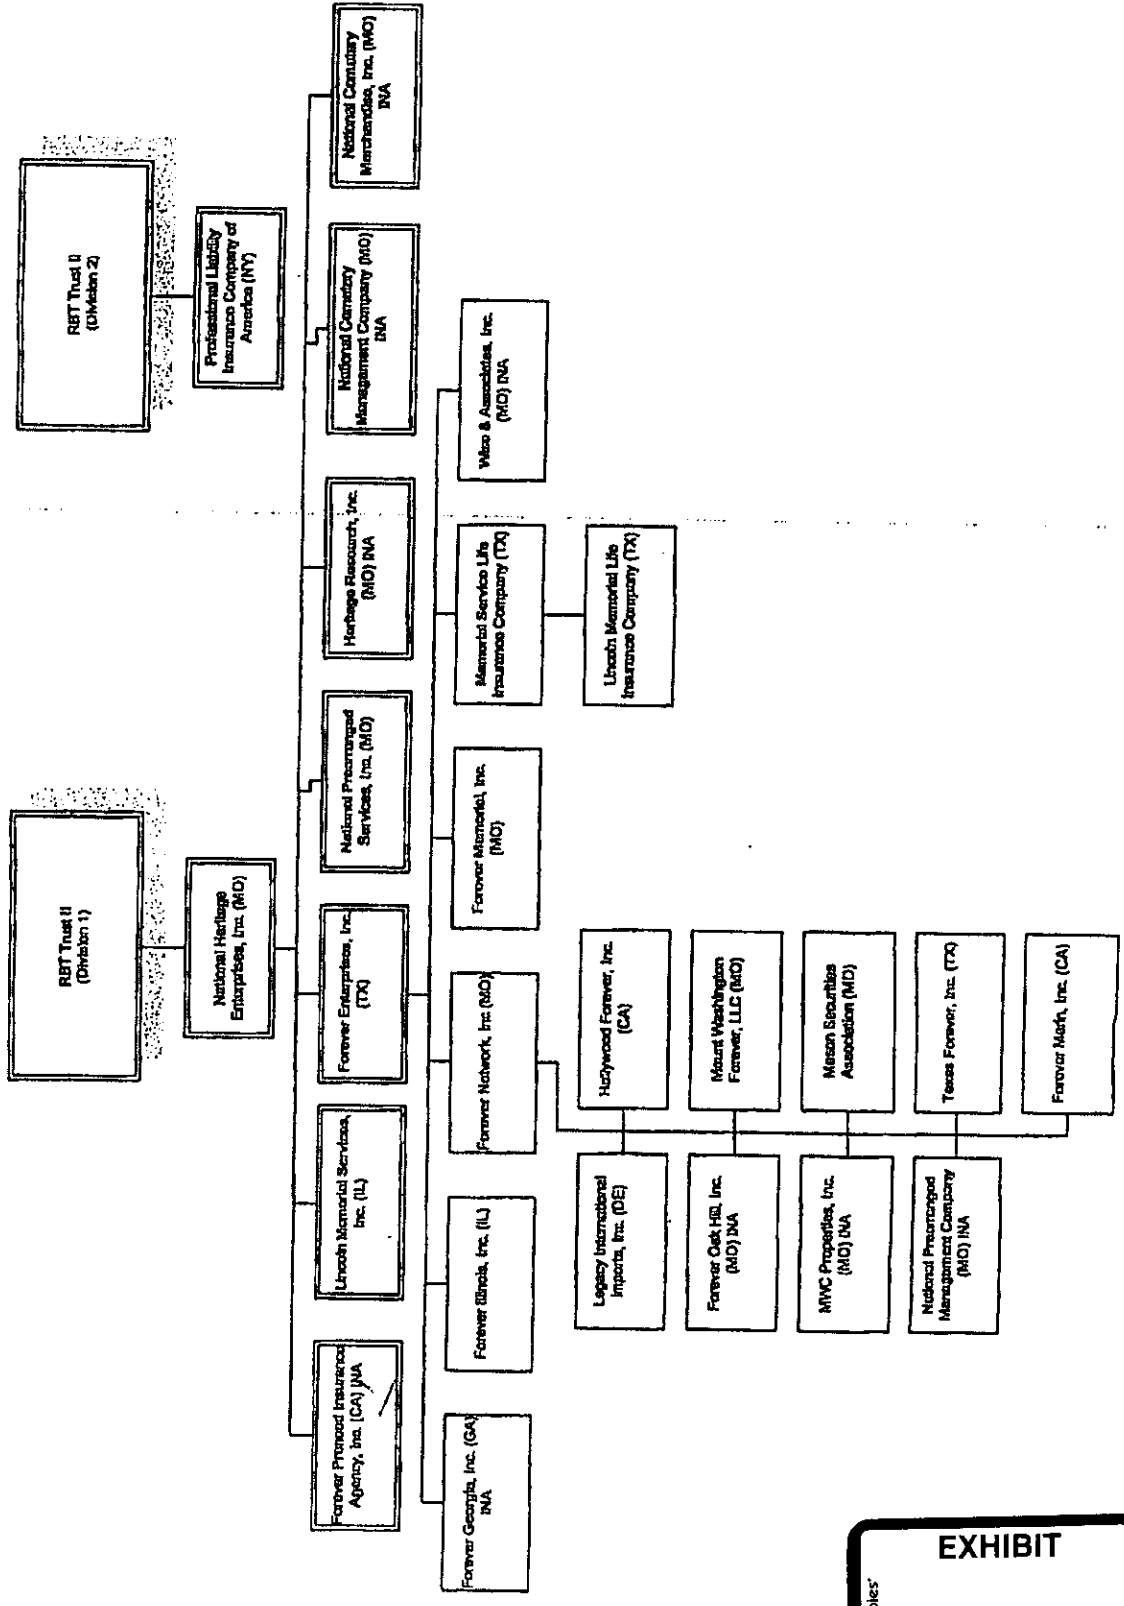 RBT Trust II
(Division 1)
RBT Trust II
(Division 2)
National Heritage
Enterprises, Inc. (MO)
Professional Liability
Insurance Company of
America (NY)
Forever Preneed Insurance
Agency, Inc. (CA) INA
Lincoln Memorial Services,
Inc. (IL)
Forever Enterprises, Inc.
(TX)
National Prearranged
Services, Inc. (MO)
Heritage Research, Inc.
(MO) INA
National Cemetery
Management Company (MO)
INA
National Cemetery
Merchandise, Inc. (MO)
INA
Forever Georgia, Inc. (GA)
INA
Forever Illinois, Inc. (IL)
Forever Network, Inc (MO)
Forever Memorial, Inc.
(MO)
Memorial Service Life
Insurance Company (TX)
Wise & Associates, Inc.
(MO) INA
Lincoln Memorial Life
Insurance Company (TX)
Legacy International
Imports, Inc. (DE)
Hollywood Forever, Inc.
(CA)
Forever Oak Hill, Inc.
(MO) INA
Mount Washington
Forever, LLC (MO)
MWC Properties, Inc.
(MO) INA
Mason Securities
Association (MO)
National Prearranged
Management Company
(MO) INA
Texas Forever, Inc. (TX)
Forever Marin, Inc. (CA)
EXHIBIT